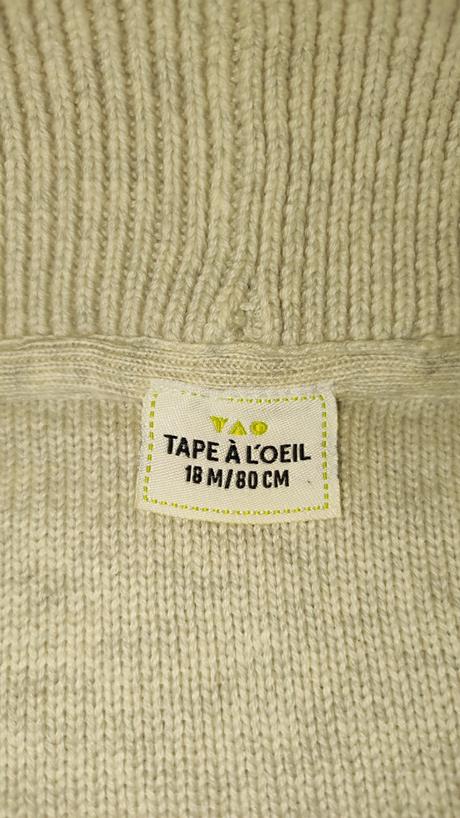 TAO
TAPE À L'OEIL
18 M/80 CM